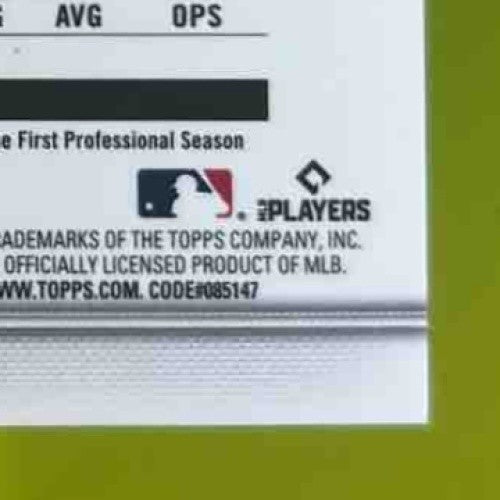 AVG OPS
e First Professional Season
PLAYERS
ADEMARKS OF THE TOPPS COMPANY, INC.
OFFICIALLY LICENSED PRODUCT OF MLB.
WW.TOPPS.COM. CODE#085147